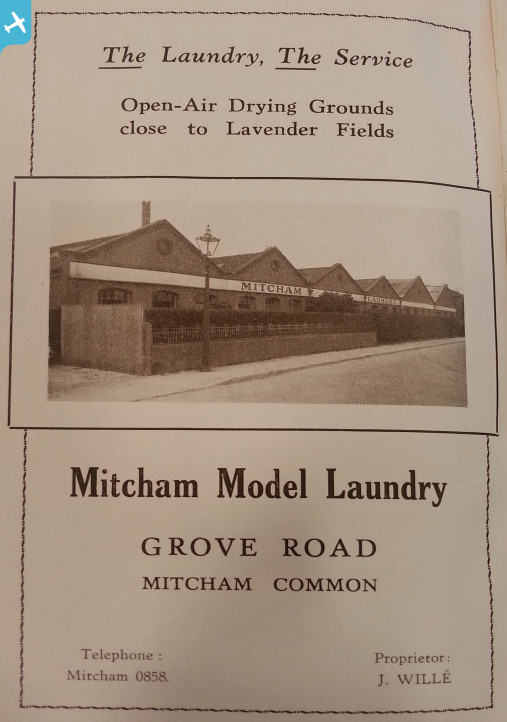 The Laundry, The Service
Open-Air Drying Grounds
close to Lavender Fields
MITCHAM
LAUNDRY
Mitcham Model Laundry
GROVE ROAD
MITCHAM COMMON
Telephone :
Mitcham 0858.
Proprietor:
J. WILLÉ